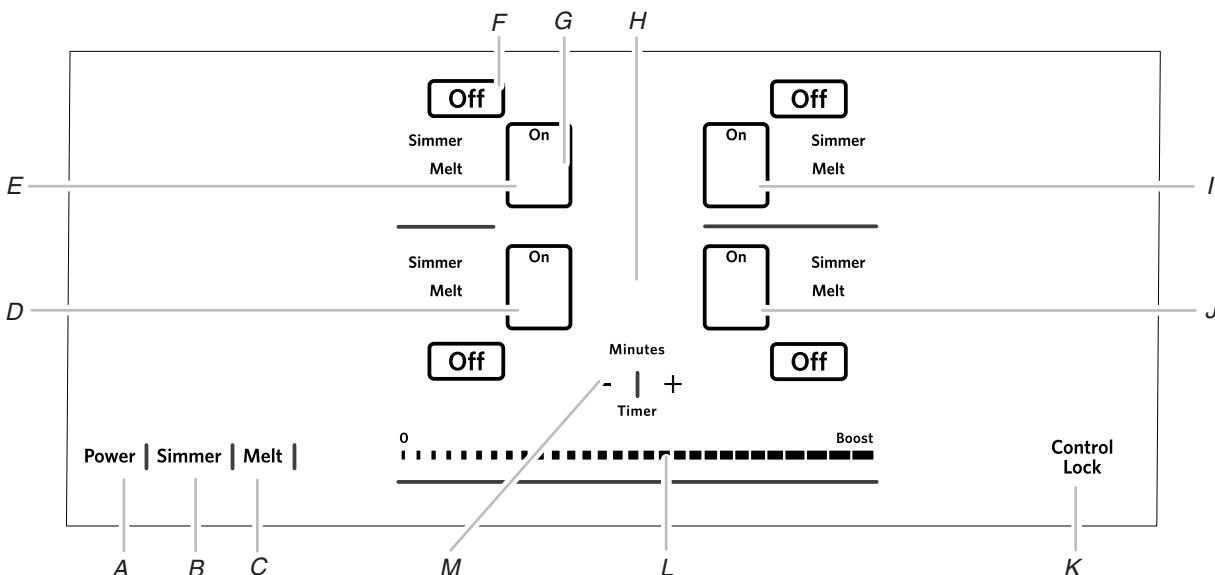 F G H
Off Off
On On
Simmer Simmer
Melt Melt
E I
On On
Simmer Simmer
Melt Melt
D J
Minutes
Off Off
- | +
Timer
0 Boost
Power | Simmer | Melt |
Control
Lock
A B C M L K